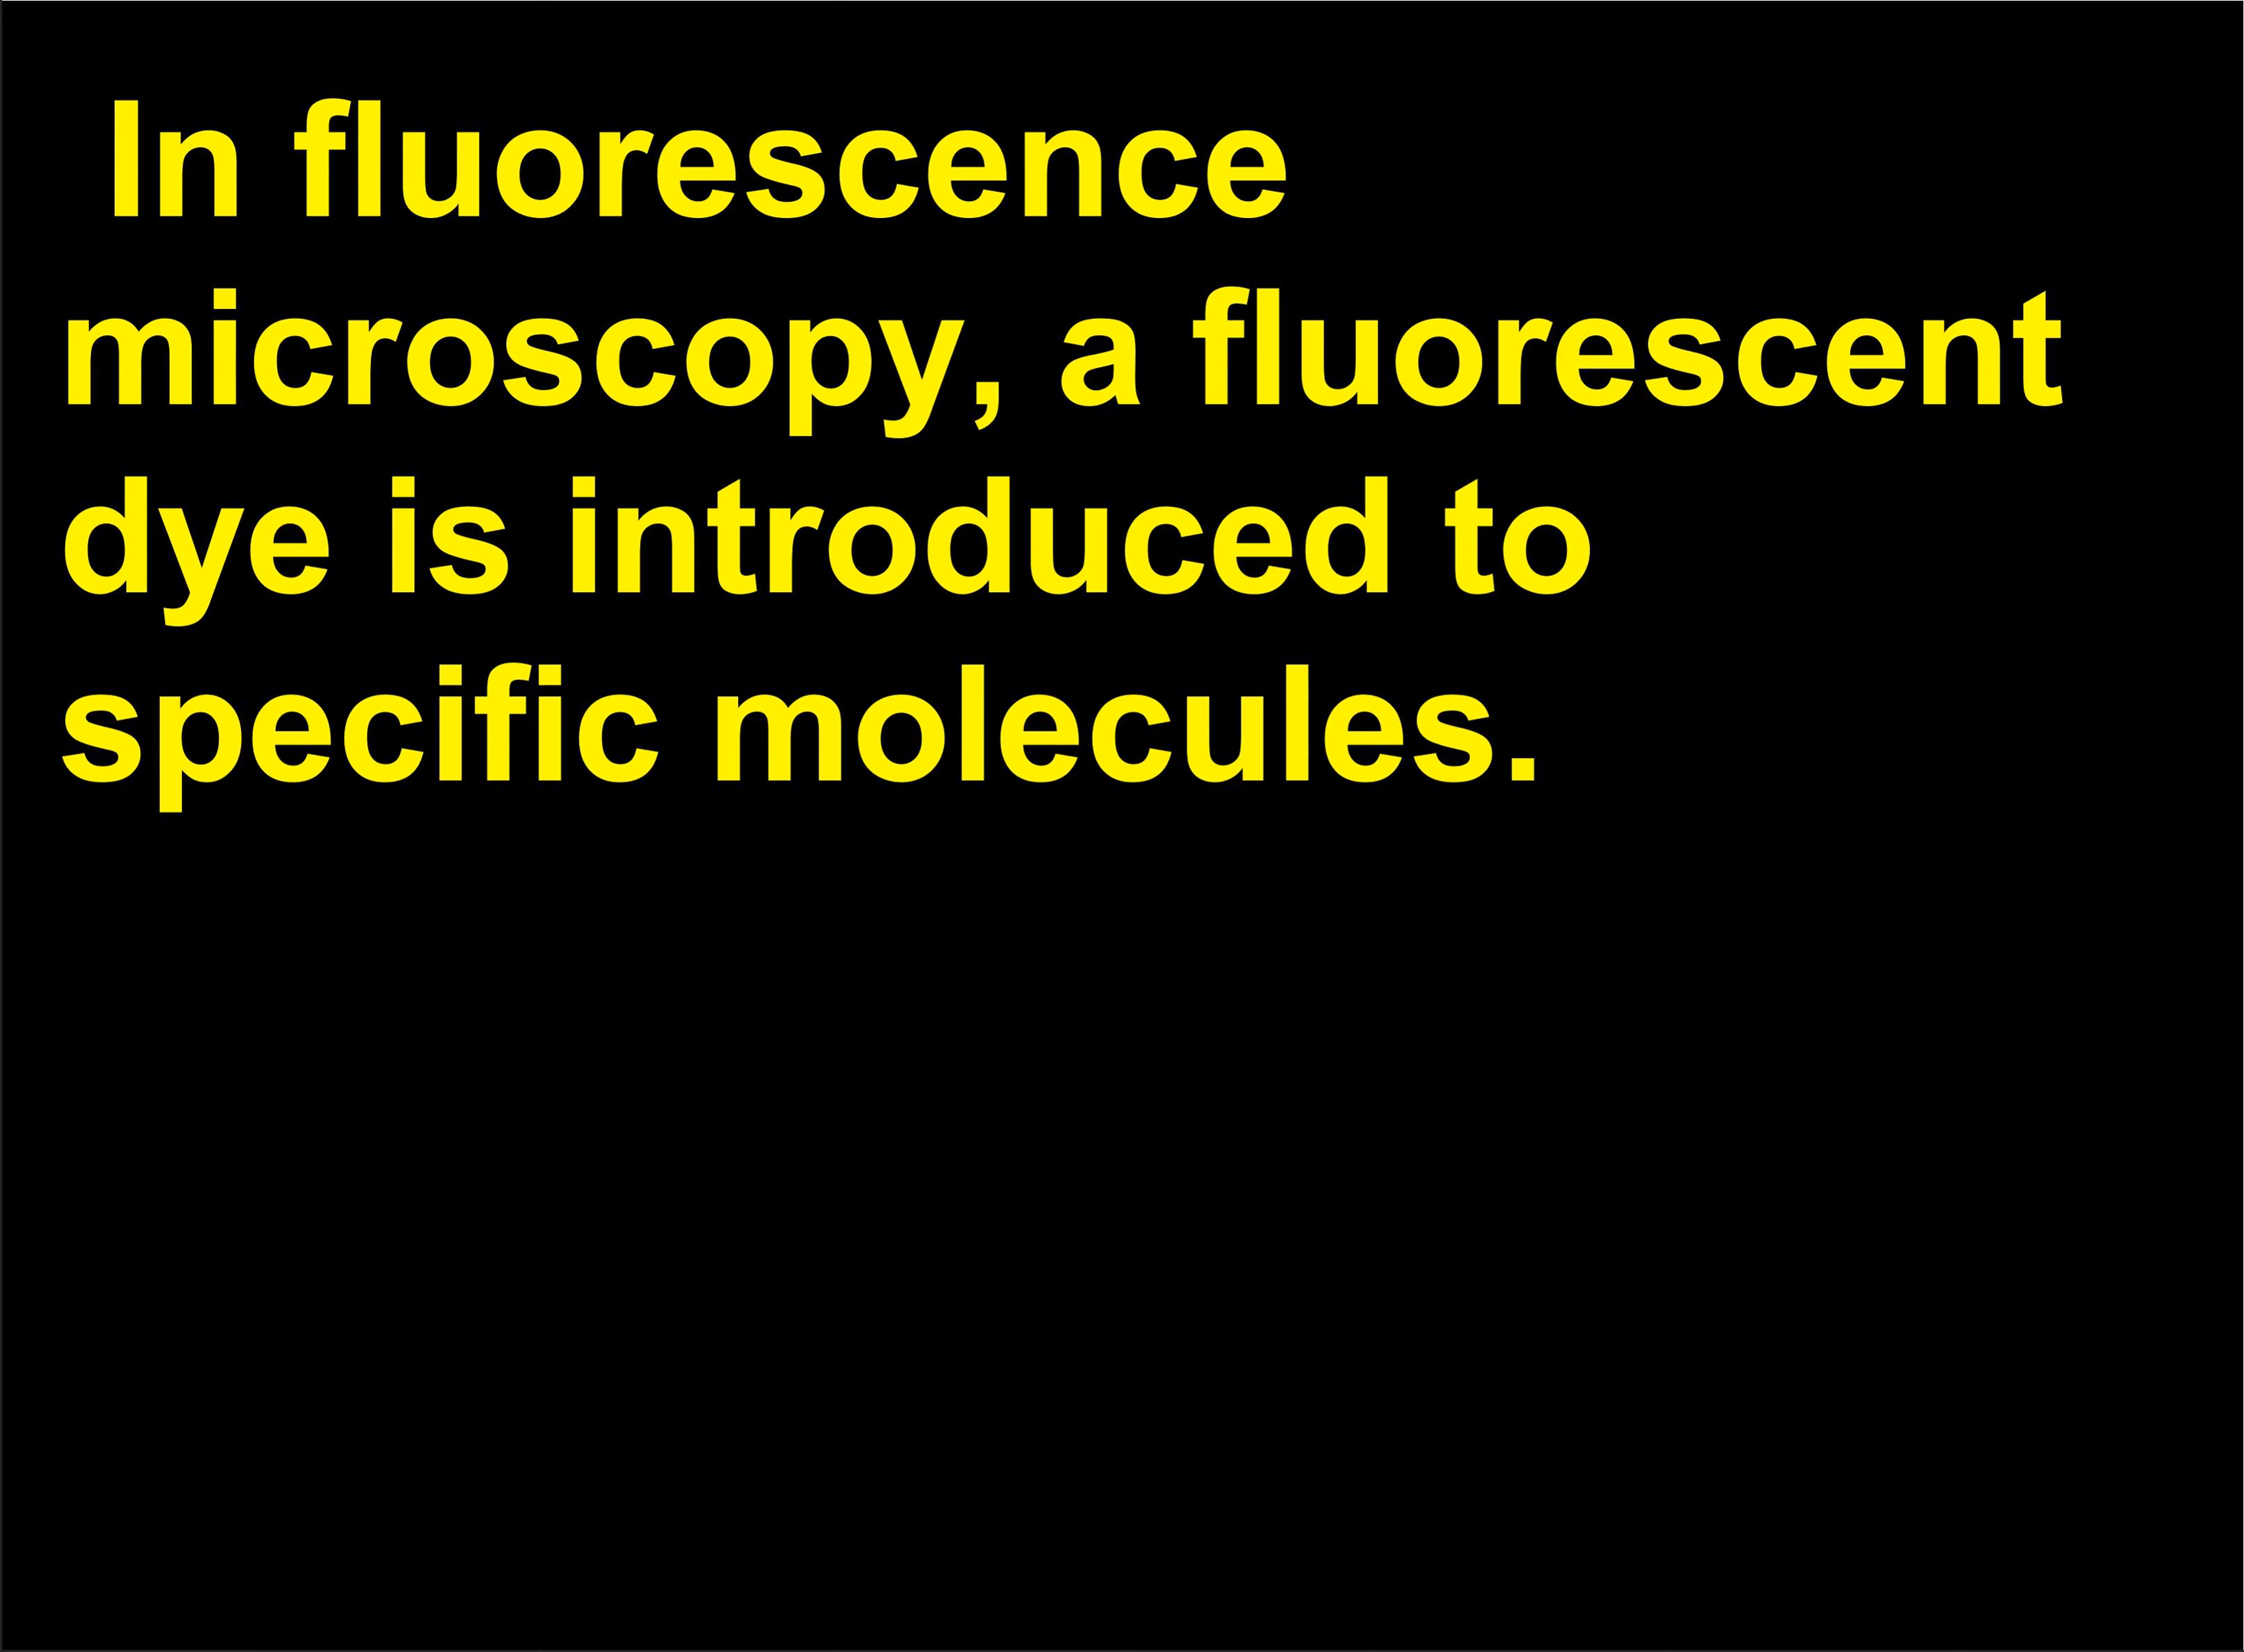 In fluorescence
microscopy, a fluorescent
dye is introduced to
specific molecules.